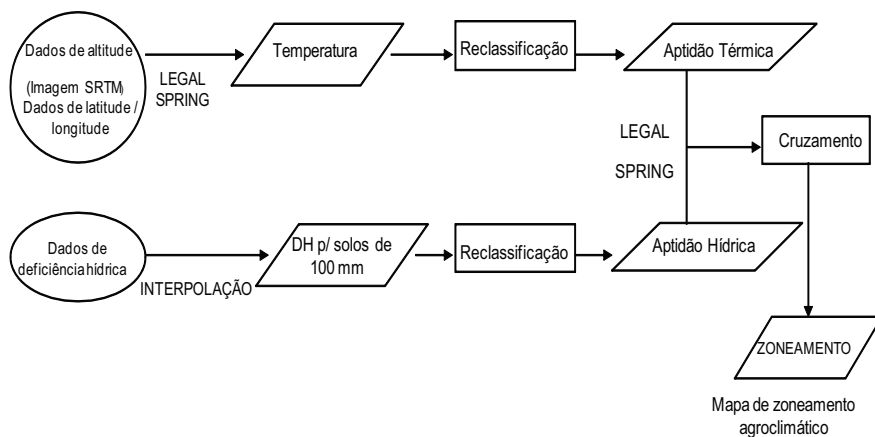 Dados de altitude
(Imagem SRTM)
Dados de latitude /
longitude
LEGAL
SPRING
Temperatura
Reclassificação
Aptidão Térmica
LEGAL
SPRING
Cruzamento
Dados de
deficiência hídrica
INTERPOLAÇÃO
DH p/ solos de
100 mm
Reclassificação
Aptidão Hídrica
ZONEAMENTO
Mapa de zoneamento
agroclimático